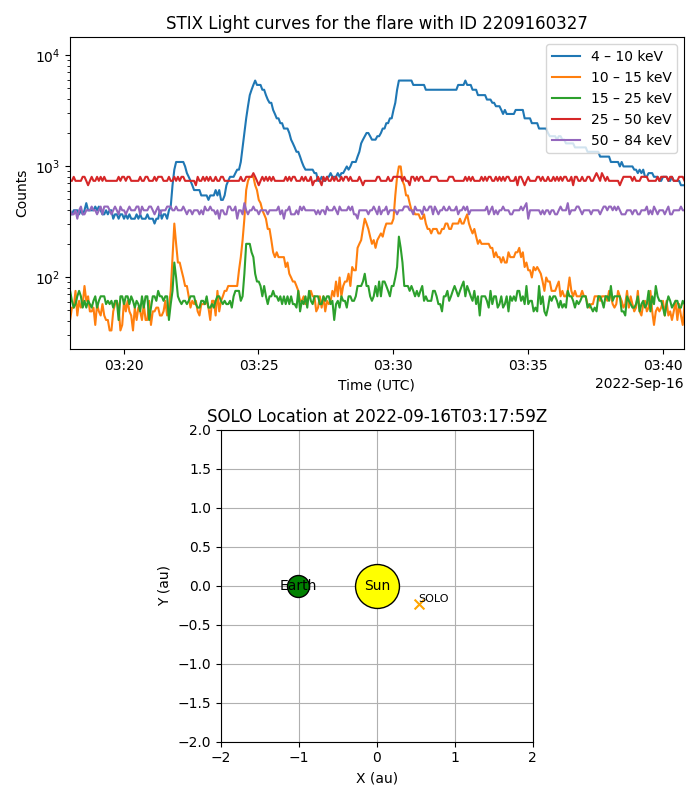 STIX Light curves for the flare with ID 2209160327
10⁴
10³
10²
Counts
4 – 10 keV
10 – 15 keV
15 – 25 keV
25 – 50 keV
50 – 84 keV
03:20 03:25 03:30 03:35 03:40
Time (UTC)
2022-Sep-16
SOLO Location at 2022-09-16T03:17:59Z
2.0
1.5
1.0
0.5
0.0
−0.5
−1.0
−1.5
−2.0
Y (au)
Earth
Sun
SOLO
−2 −1 0 1 2
X (au)